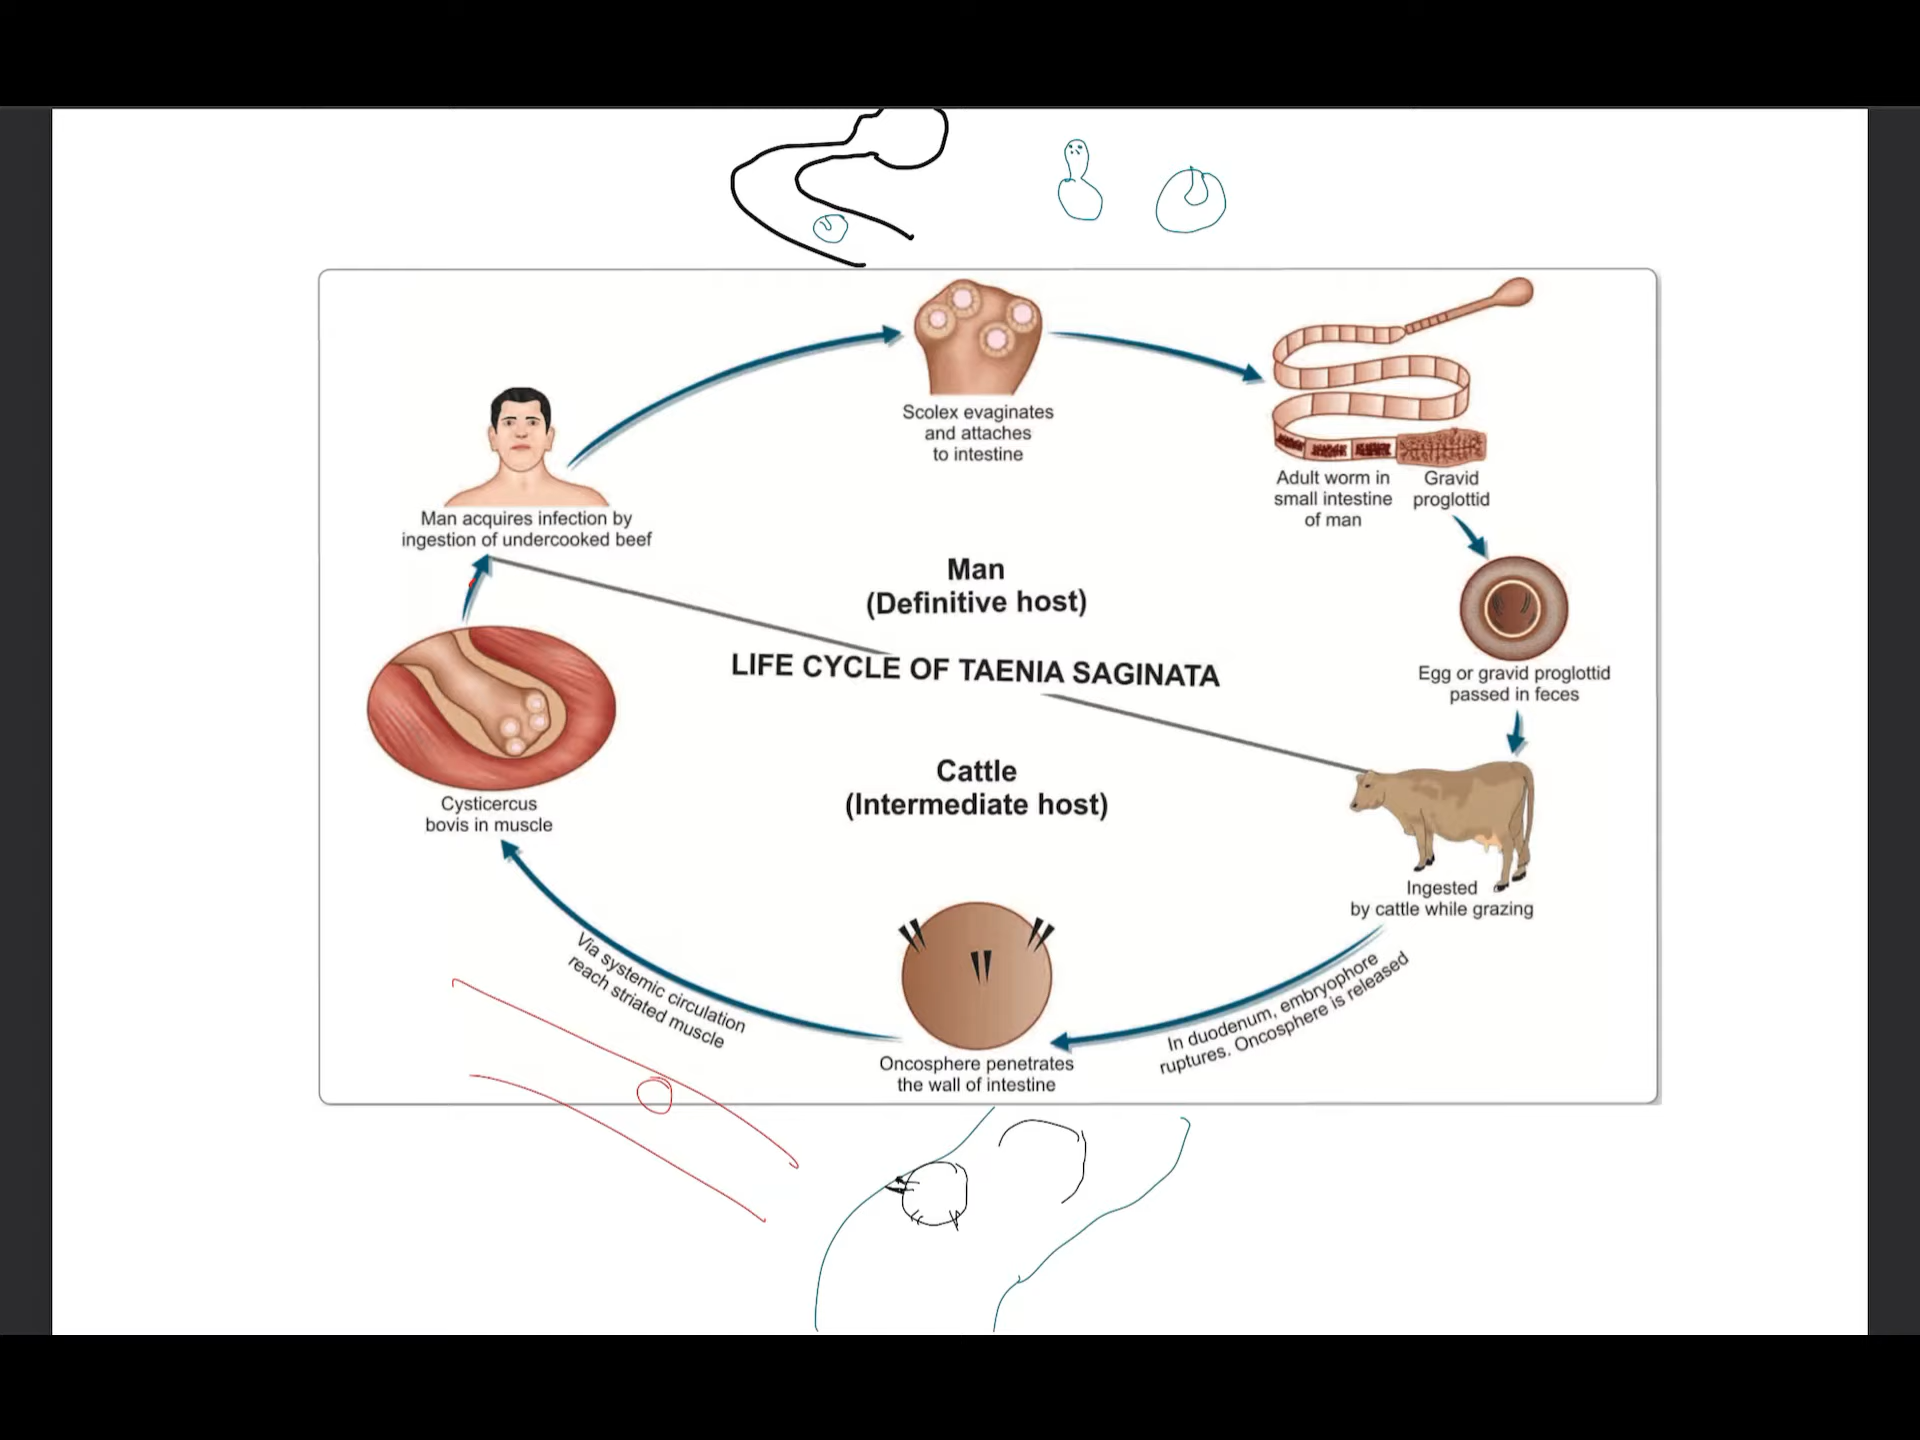 Scolex evaginates
and attaches
to intestine
Adult worm in
small intestine
of man
Gravid
proglottid
Man acquires infection by
ingestion of undercooked beef
Man
(Definitive host)
LIFE CYCLE OF TAENIA SAGINATA
Egg or gravid proglottid
passed in feces
Cattle
(Intermediate host)
Cysticercus
bovis in muscle
Ingested
by cattle while grazing
Via systemic circulation
reach striated muscle
In duodenum, embryophore
ruptures. Oncosphere is released
Oncosphere penetrates
the wall of intestine